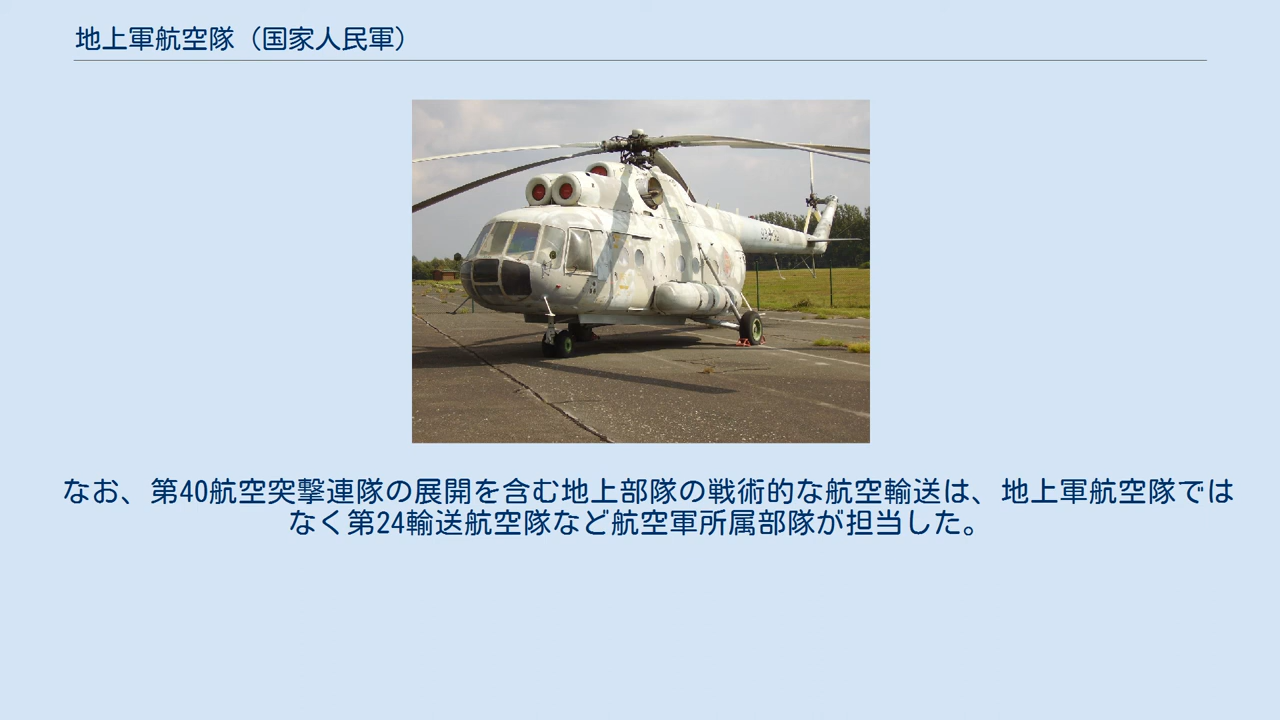 地上軍航空隊（国家人民軍）
なお、第40航空突撃連隊の展開を含む地上部隊の戦術的な航空輸送は、地上軍航空隊では
なく第24輸送航空隊など航空軍所属部隊が担当した。